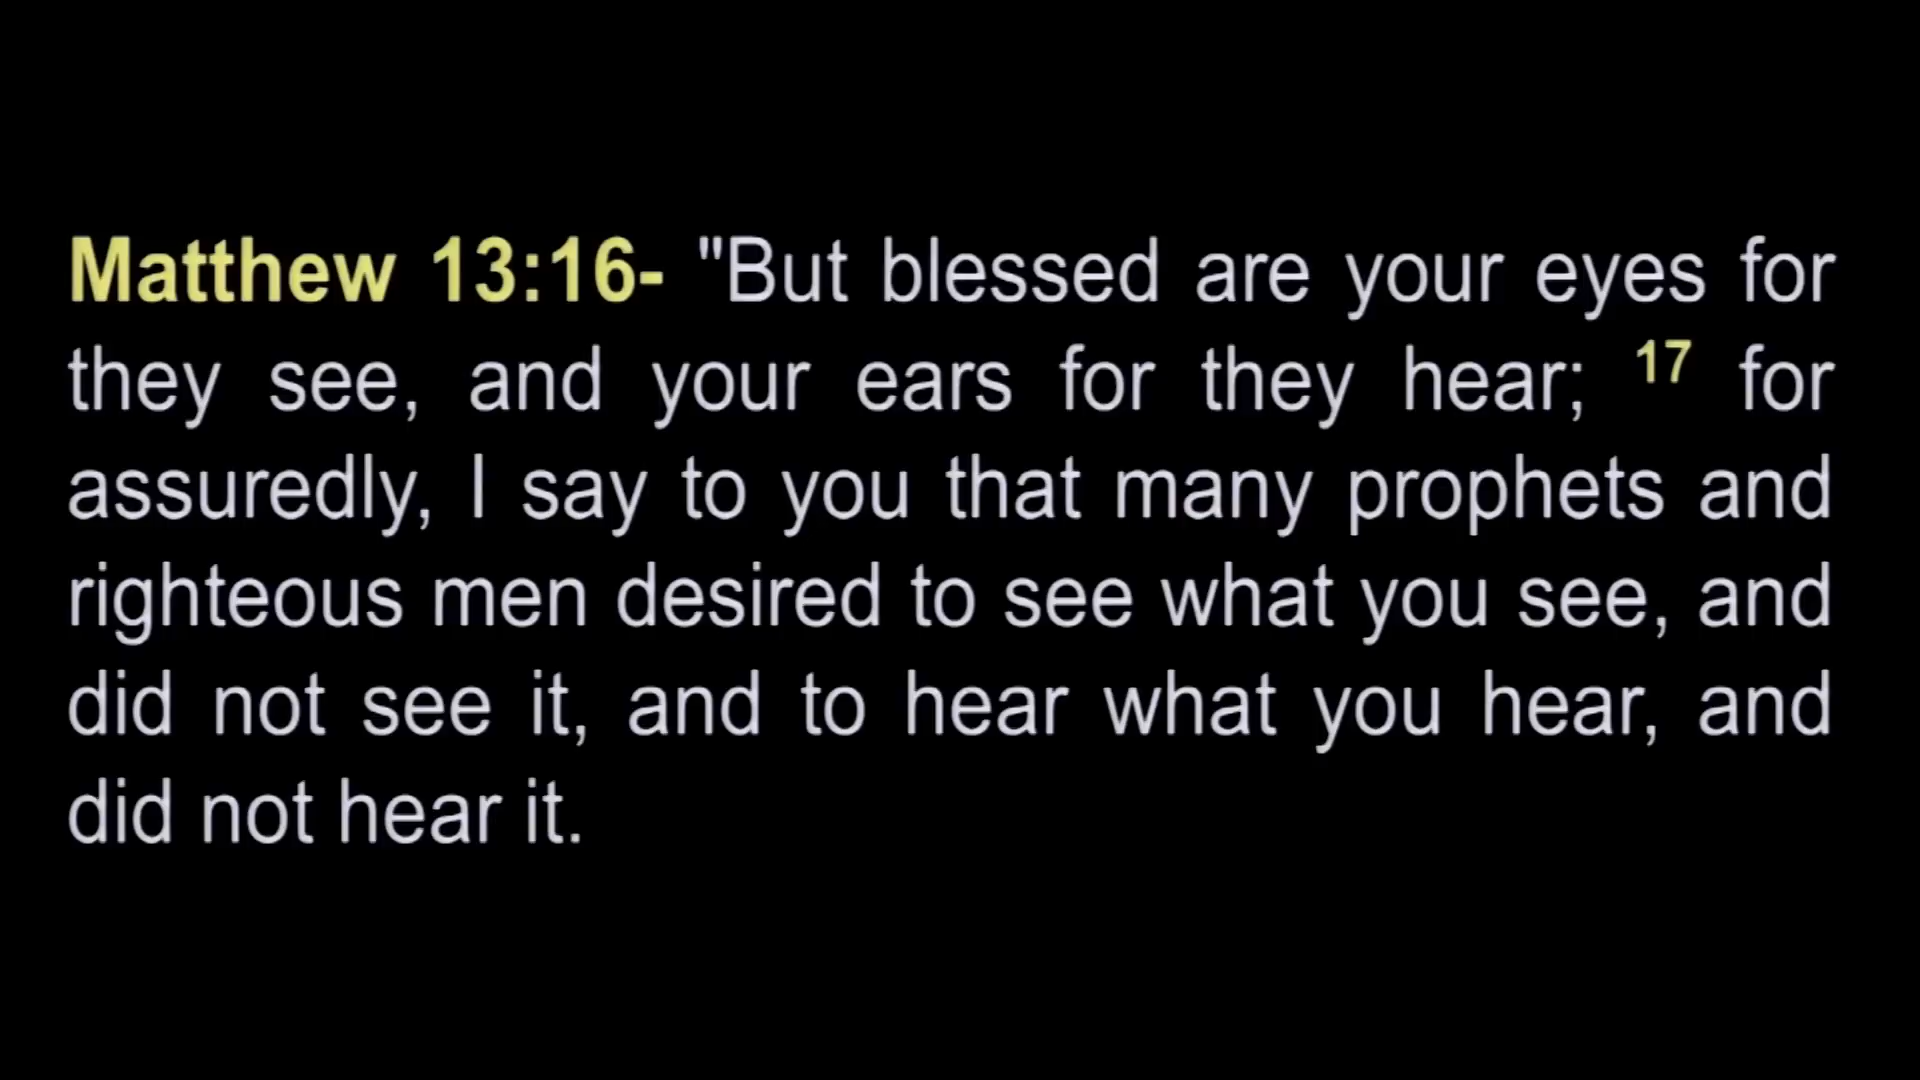 Matthew 13:16- "But blessed are your eyes for
they see, and your ears for they hear; 17 for
assuredly, I say to you that many prophets and
righteous men desired to see what you see, and
did not see it, and to hear what you hear, and
did not hear it.